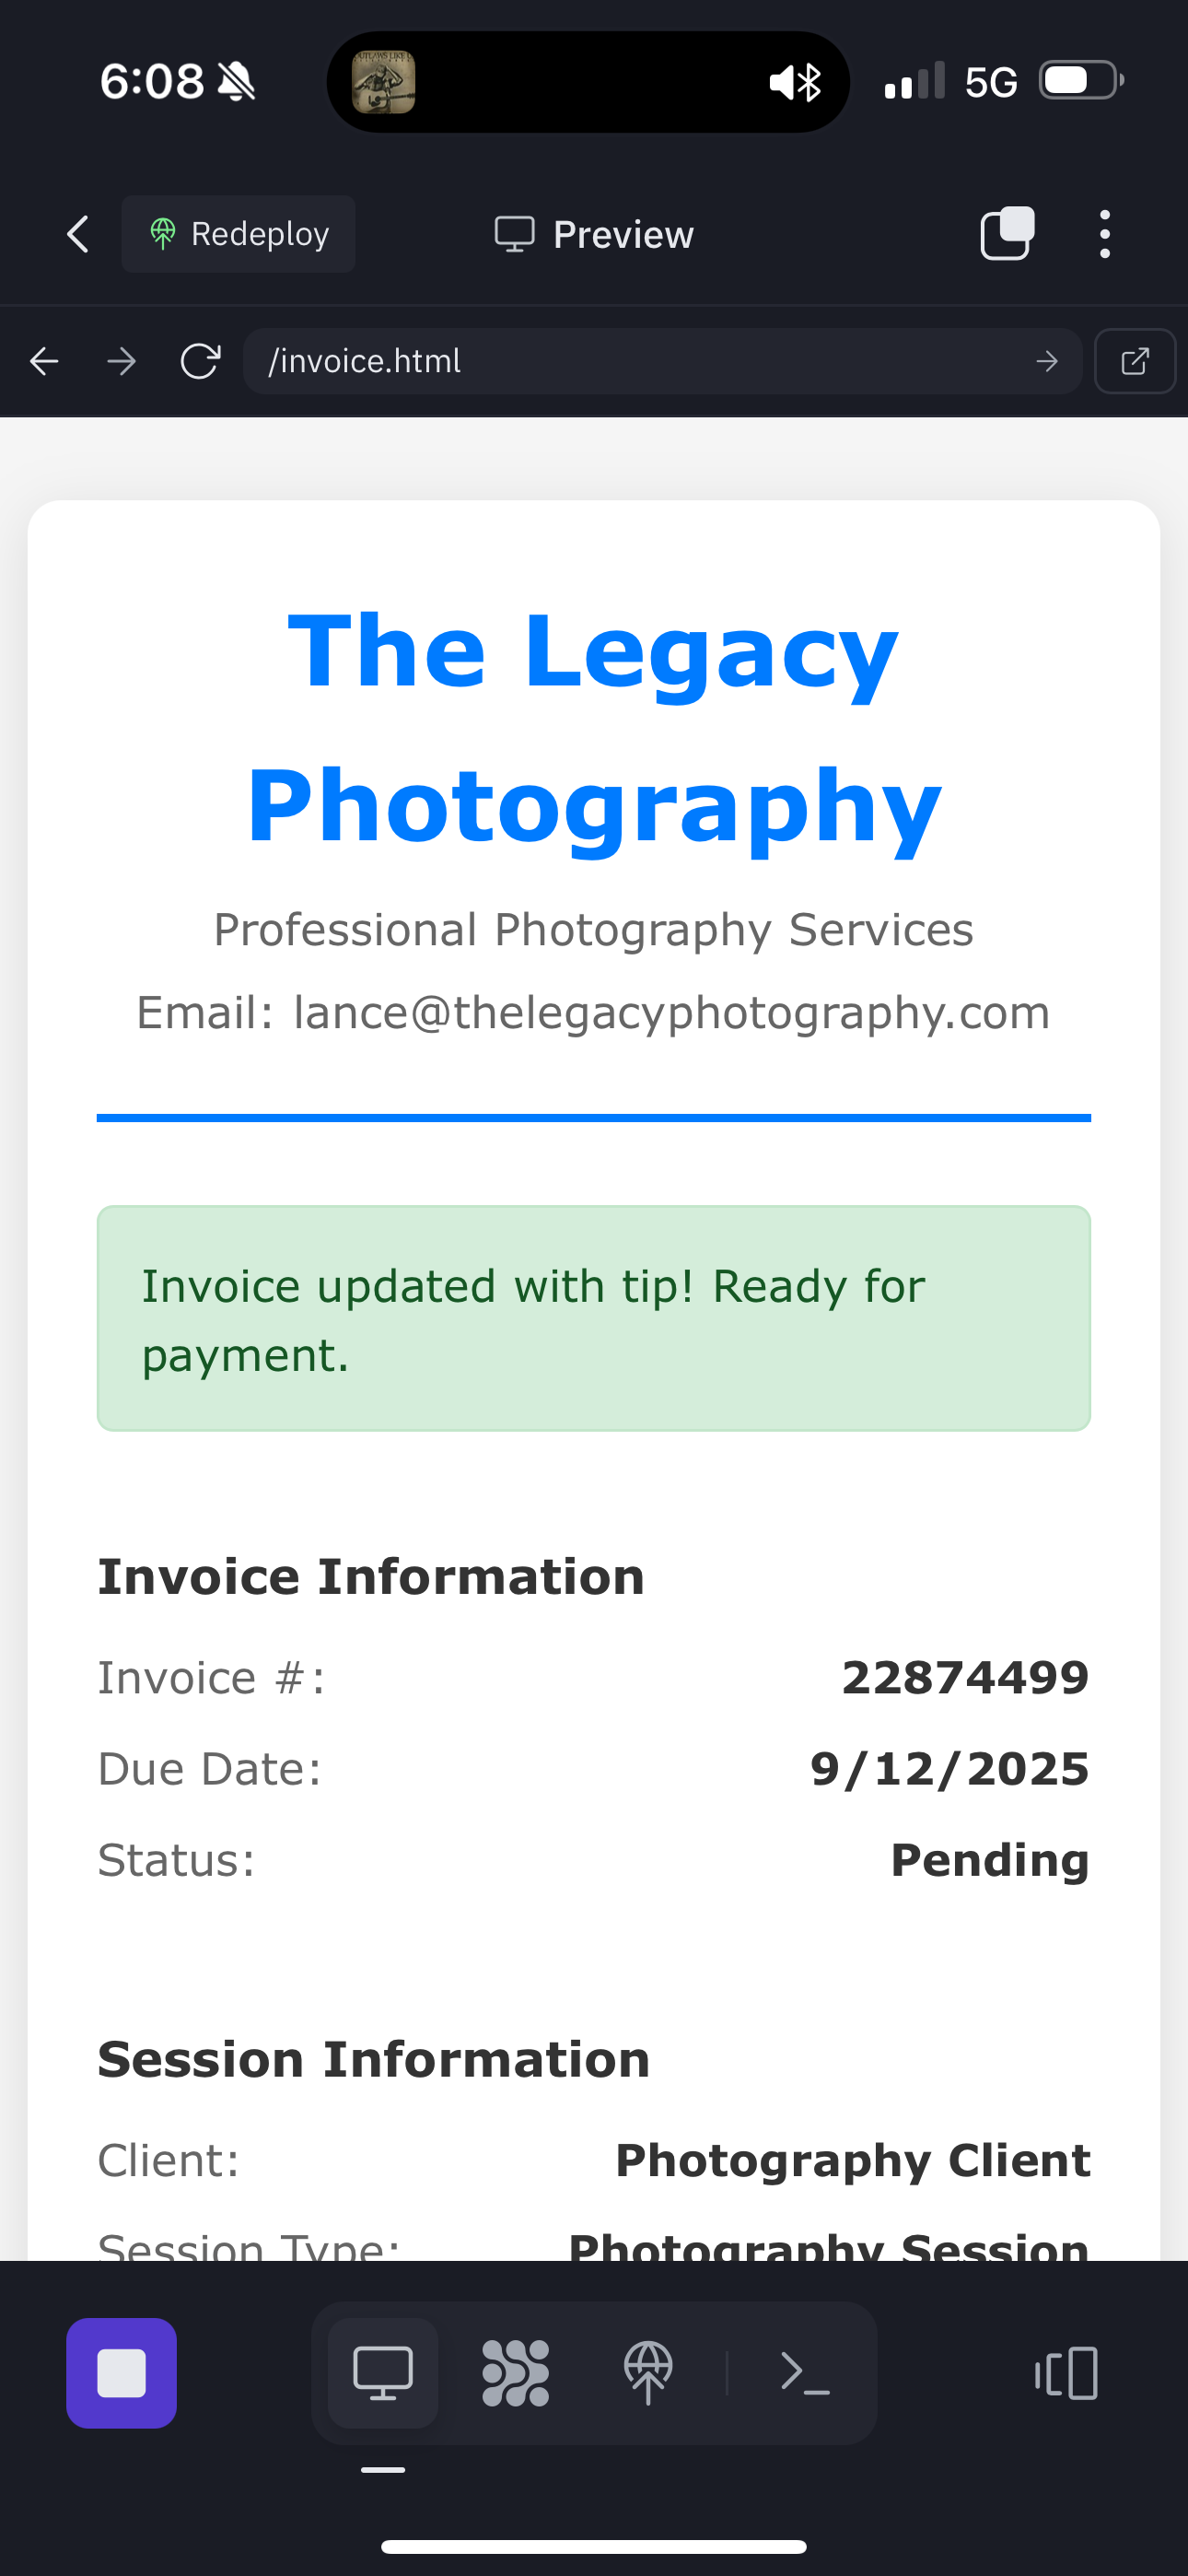 6:08
5G
Redeploy
Preview
/invoice.html
The Legacy
Photography
Professional Photography Services
Email: lance@thelegacyphotography.com
Invoice updated with tip! Ready for
payment.
Invoice Information
Invoice #: 22874499
Due Date: 9/12/2025
Status: Pending
Session Information
Client: Photography Client
Session Type: Photography Session